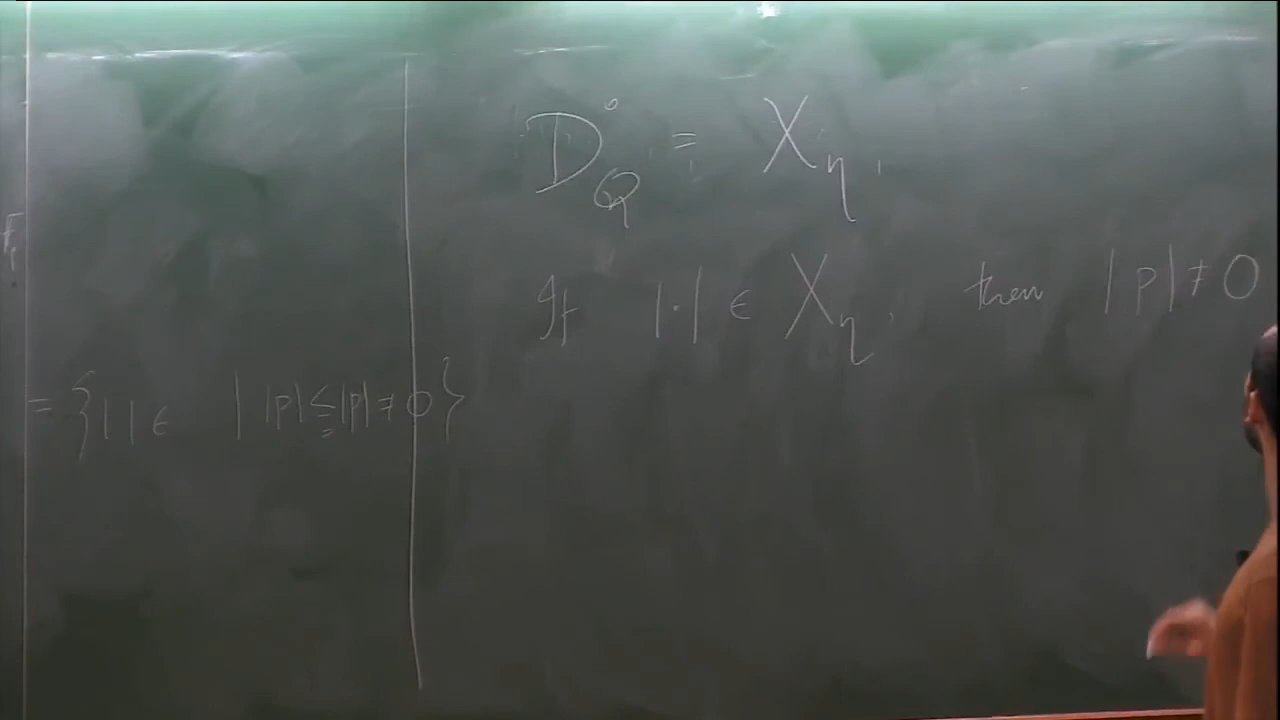 = { | | ∈ | |p| ≤ |p| ≠ 0 }
D°_Q = X_η.
If |·| ∈ X_η, then |p| ≠ 0